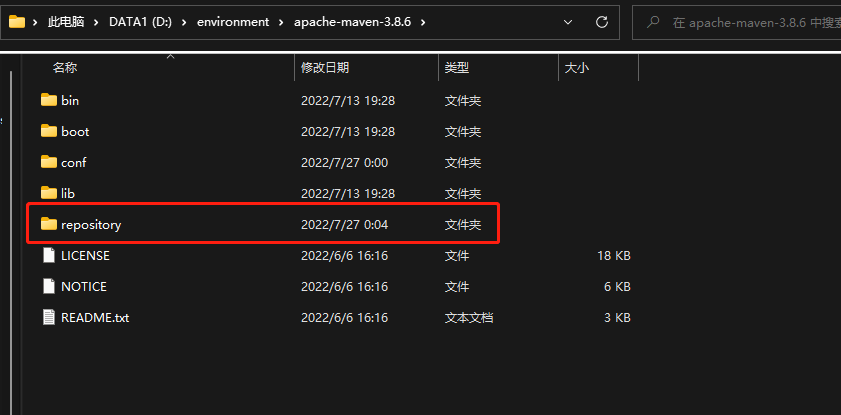 此电脑 DATA1 (D:) environment apache-maven-3.8.6 在 apache-maven-3.8.6 中搜索
名称 修改日期 类型 大小
bin 2022/7/13 19:28 文件夹
boot 2022/7/13 19:28 文件夹
conf 2022/7/27 0:00 文件夹
lib 2022/7/13 19:28 文件夹
repository 2022/7/27 0:04 文件夹
LICENSE 2022/6/6 16:16 文件 18 KB
NOTICE 2022/6/6 16:16 文件 6 KB
README.txt 2022/6/6 16:16 文本文档 3 KB